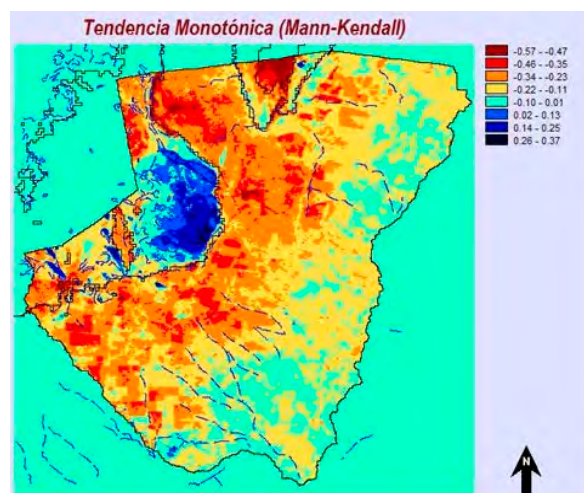 Tendencia Monotónica (Mann-Kendall)
-0.57 - -0.47
-0.46 - -0.35
-0.34 - -0.23
-0.22 - -0.11
-0.10 - 0.01
0.02 - 0.13
0.14 - 0.25
0.26 - 0.37
N